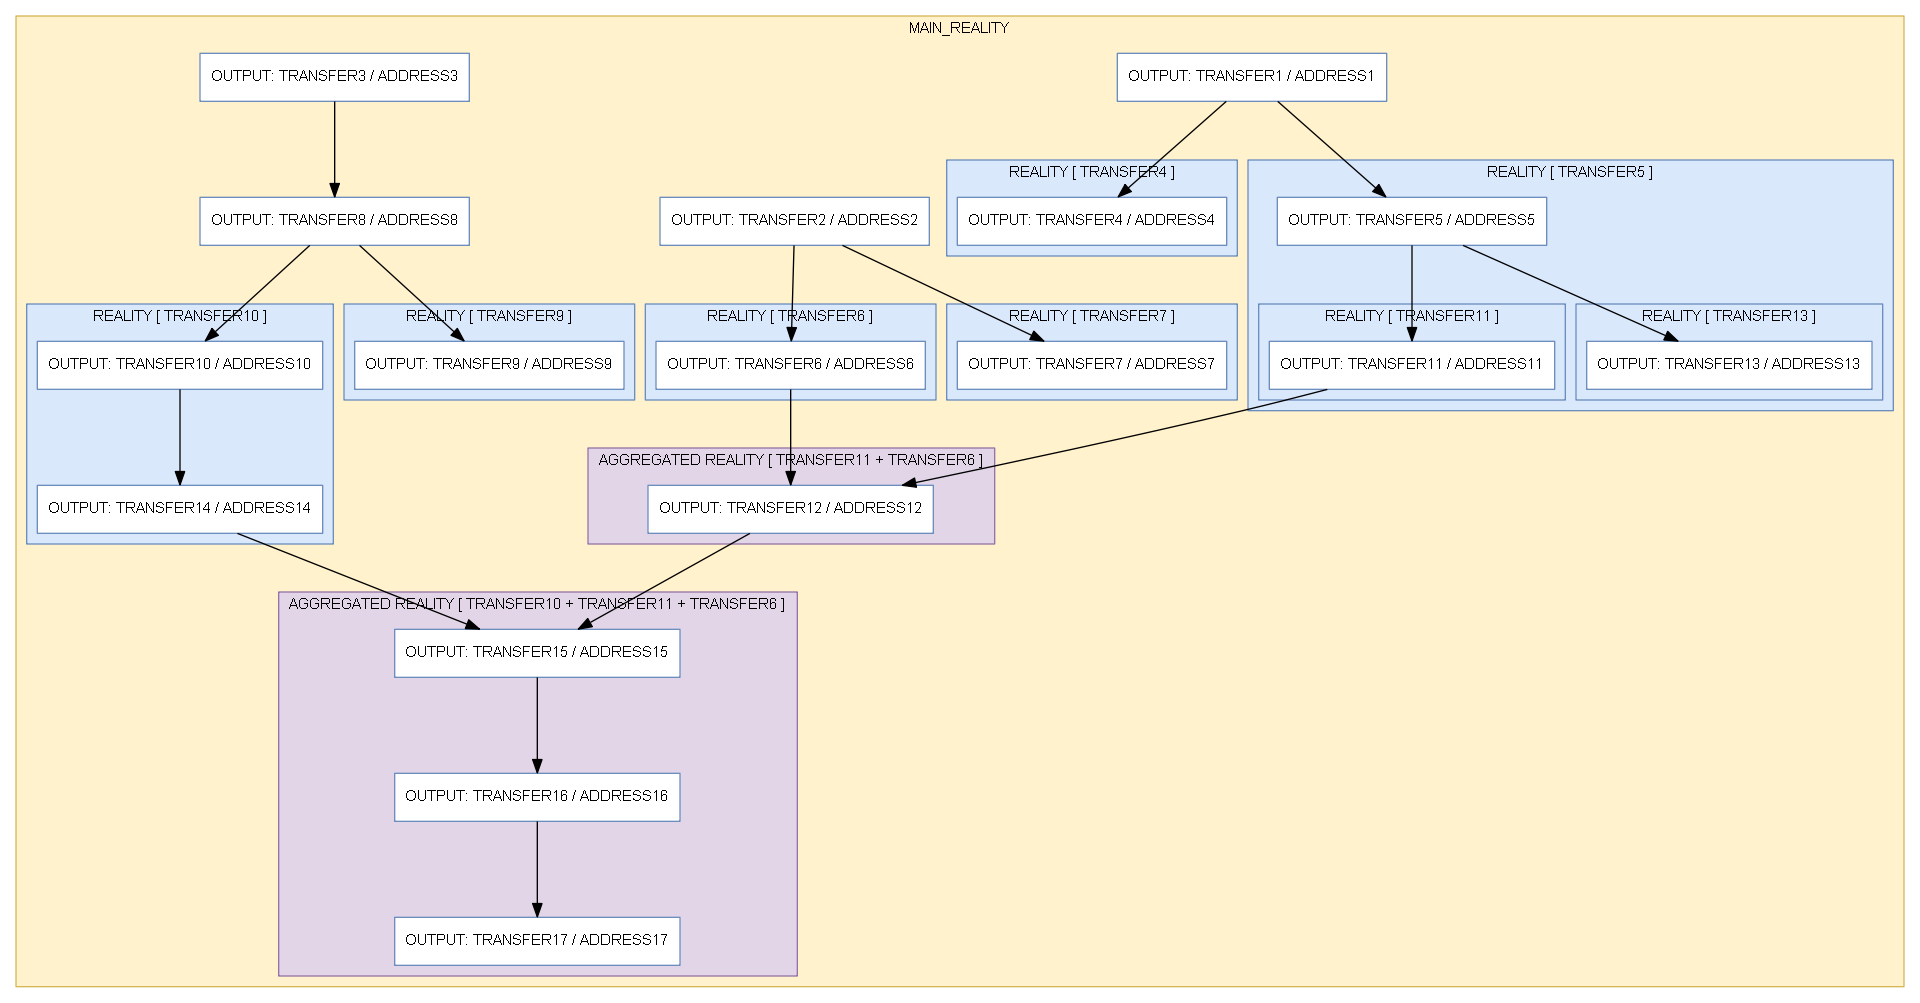 MAIN_REALITY
OUTPUT: TRANSFER3 / ADDRESS3
OUTPUT: TRANSFER1 / ADDRESS1
REALITY [ TRANSFER4 ]
REALITY [ TRANSFER5 ]
OUTPUT: TRANSFER8 / ADDRESS8
OUTPUT: TRANSFER2 / ADDRESS2
OUTPUT: TRANSFER4 / ADDRESS4
OUTPUT: TRANSFER5 / ADDRESS5
REALITY [ TRANSFER10 ]
REALITY [ TRANSFER9 ]
REALITY [ TRANSFER6 ]
REALITY [ TRANSFER7 ]
REALITY [ TRANSFER11 ]
REALITY [ TRANSFER13 ]
OUTPUT: TRANSFER10 / ADDRESS10
OUTPUT: TRANSFER9 / ADDRESS9
OUTPUT: TRANSFER6 / ADDRESS6
OUTPUT: TRANSFER7 / ADDRESS7
OUTPUT: TRANSFER11 / ADDRESS11
OUTPUT: TRANSFER13 / ADDRESS13
AGGREGATED REALITY [ TRANSFER11 + TRANSFER6 ]
OUTPUT: TRANSFER14 / ADDRESS14
OUTPUT: TRANSFER12 / ADDRESS12
AGGREGATED REALITY [ TRANSFER10 + TRANSFER11 + TRANSFER6 ]
OUTPUT: TRANSFER15 / ADDRESS15
OUTPUT: TRANSFER16 / ADDRESS16
OUTPUT: TRANSFER17 / ADDRESS17